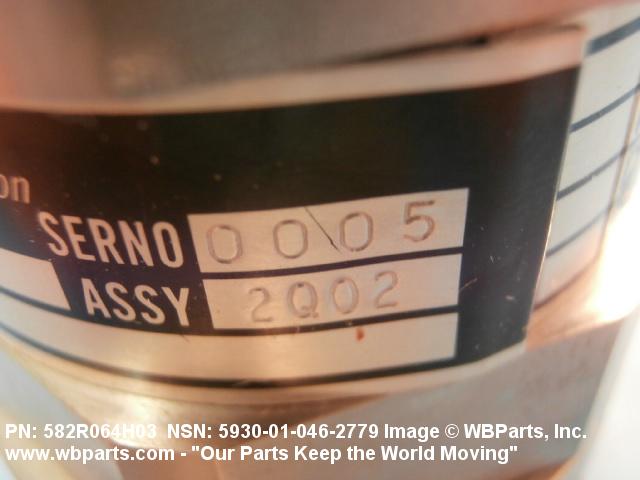 on
SERNO 0005
ASSY 2Q02
PN: 582R064H03 NSN: 5930-01-046-2779 Image © WBParts, Inc.
www.wbparts.com - "Our Parts Keep the World Moving"